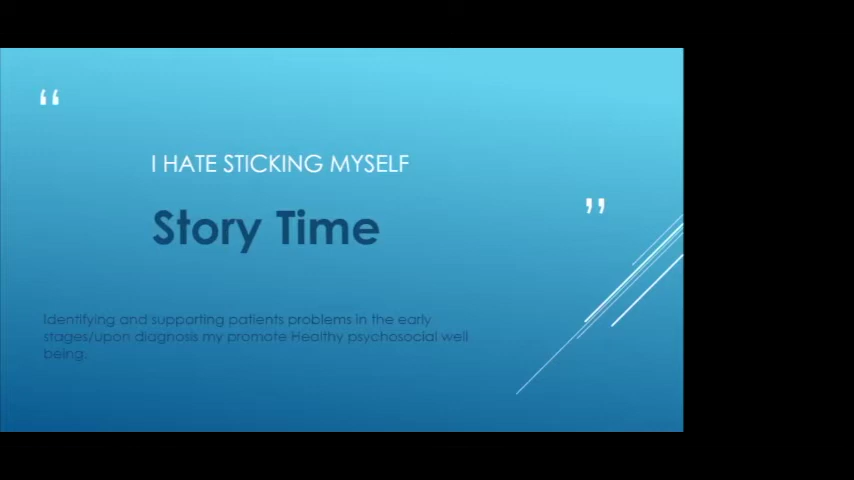 “
I HATE STICKING MYSELF
Story Time
”
Identifying and supporting patients problems in the early
stages/upon diagnosis my promote Healthy psychosocial well
being.